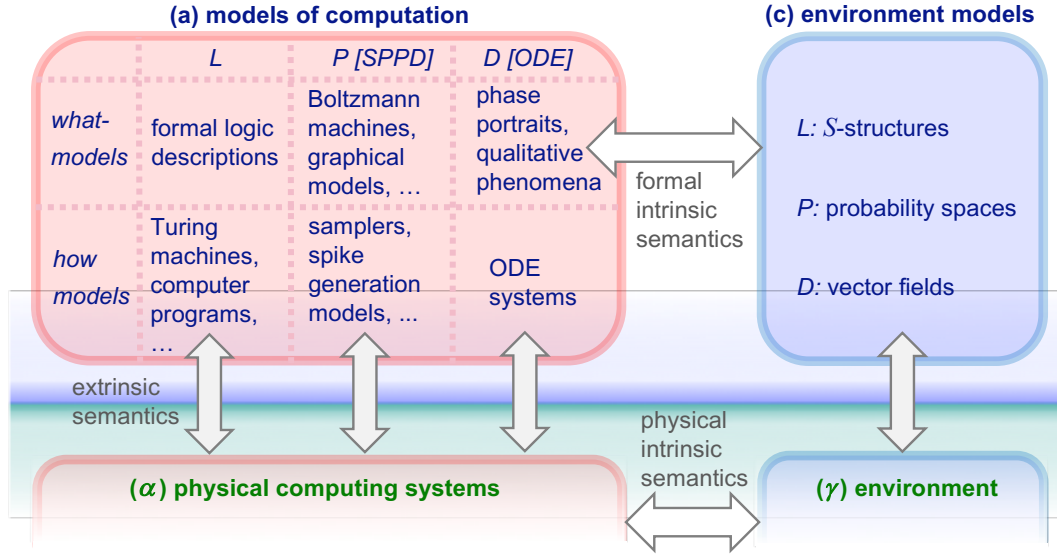 (a) models of computation
(c) environment models
L
P [SPPD]
D [ODE]
what-
models
formal logic
descriptions
Boltzmann
machines,
graphical
models, …
phase
portraits,
qualitative
phenomena
formal
intrinsic
semantics
L: S-structures
P: probability spaces
D: vector fields
how
models
Turing
machines,
computer
programs,
…
samplers,
spike
generation
models, ...
ODE
systems
extrinsic
semantics
physical
intrinsic
semantics
(α) physical computing systems
(γ) environment